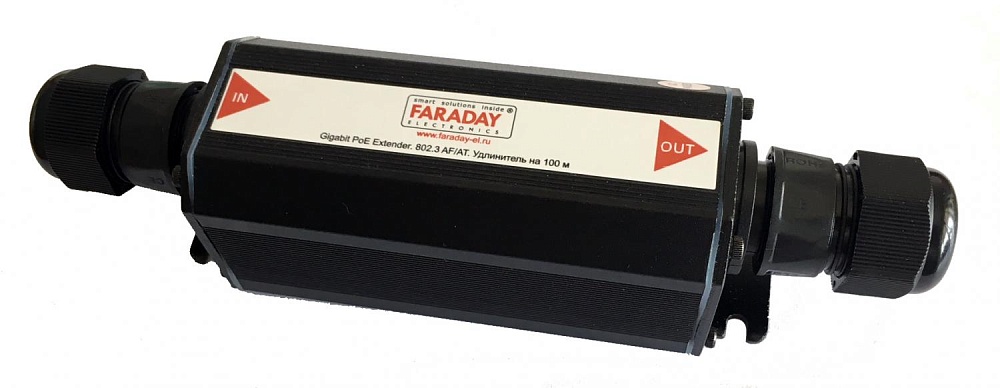 IN
smart solutions inside ®
FARADAY
ELECTRONICS
www.faraday-el.ru
Gigabit PoE Extender. 802.3 AF/AT. Удлинитель на 100 м
OUT